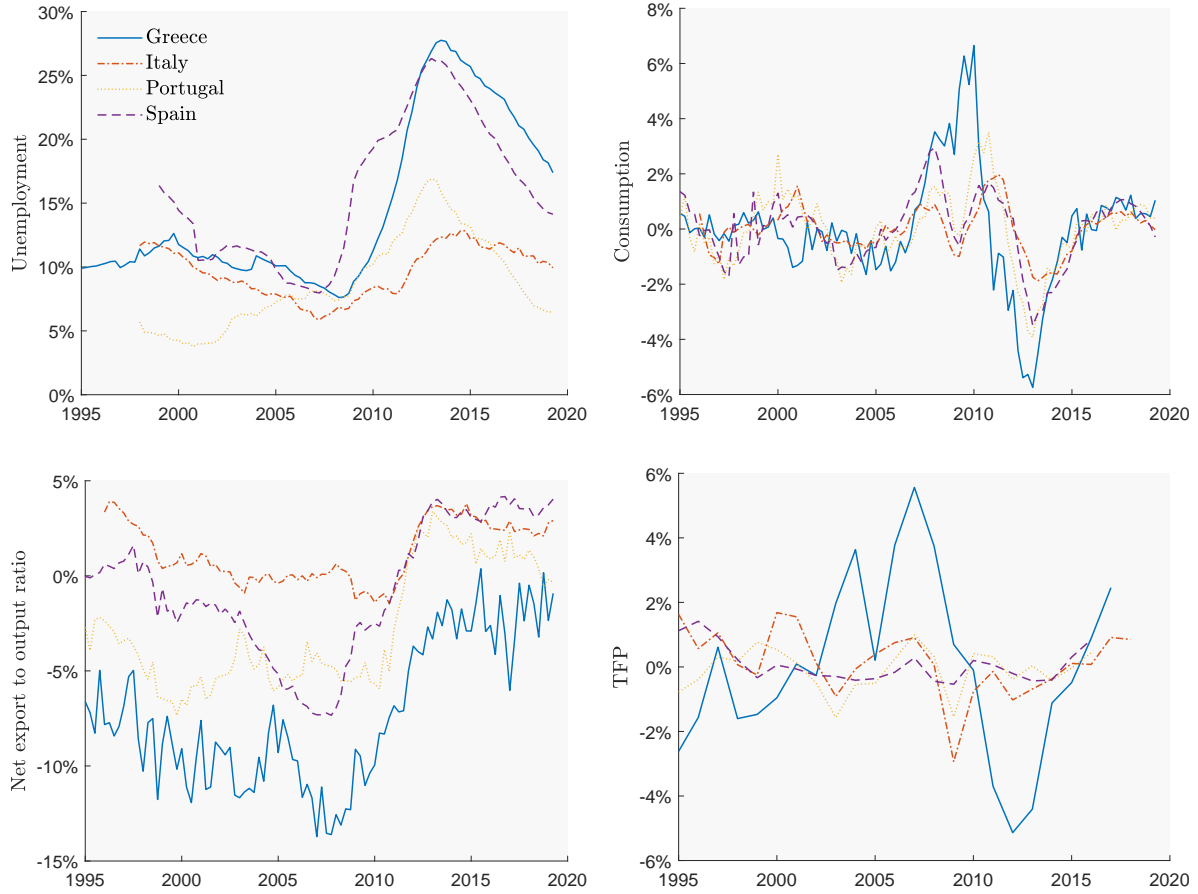 Unemployment
30%
25%
20%
15%
10%
5%
0%
Greece
Italy
Portugal
Spain
1995 2000 2005 2010 2015 2020
Consumption
8%
6%
4%
2%
0%
-2%
-4%
-6%
1995 2000 2005 2010 2015 2020
Net export to output ratio
5%
0%
-5%
-10%
-15%
1995 2000 2005 2010 2015 2020
TFP
6%
4%
2%
0%
-2%
-4%
-6%
1995 2000 2005 2010 2015 2020